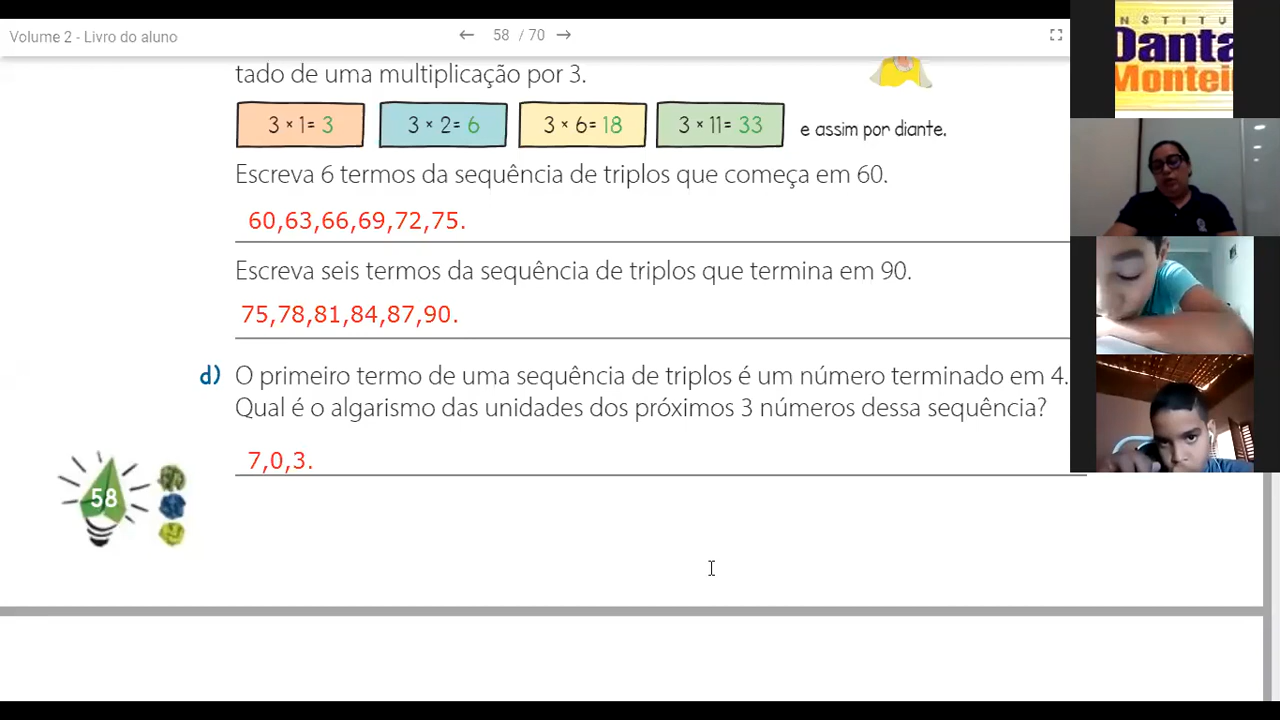 Volume 2 - Livro do aluno
58 / 70
tado de uma multiplicação por 3.
3 × 1= 3
3 × 2= 6
3 × 6= 18
3 × 11= 33
e assim por diante.
Escreva 6 termos da sequência de triplos que começa em 60.
60,63,66,69,72,75.
Escreva seis termos da sequência de triplos que termina em 90.
75,78,81,84,87,90.
d) O primeiro termo de uma sequência de triplos é um número terminado em 4.
Qual é o algarismo das unidades dos próximos 3 números dessa sequência?
7,0,3.
58
NSTITU
Danta
Montei